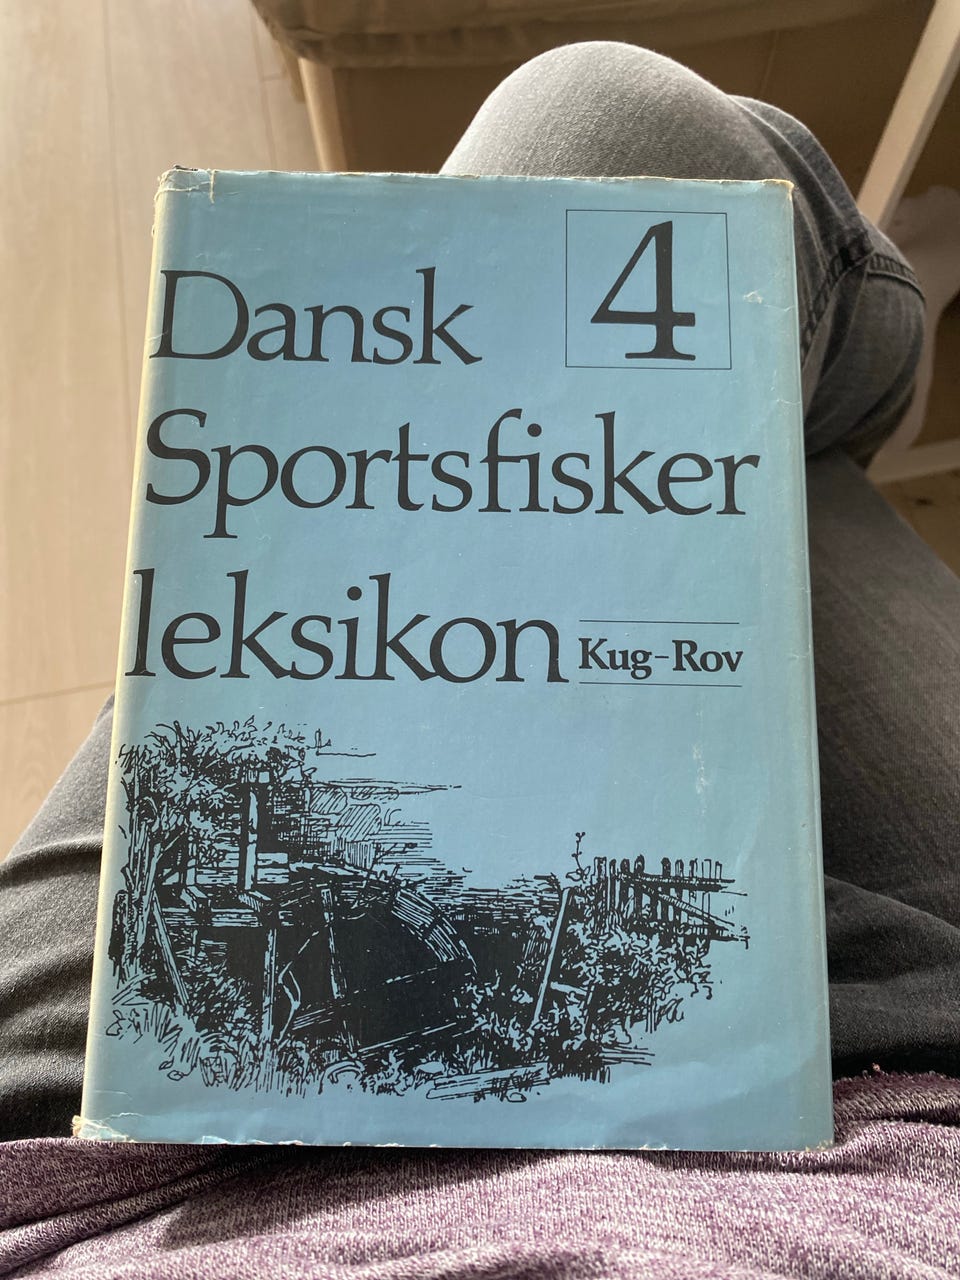 4
Dansk
Sportsfisker
leksikon
Kug-Rov